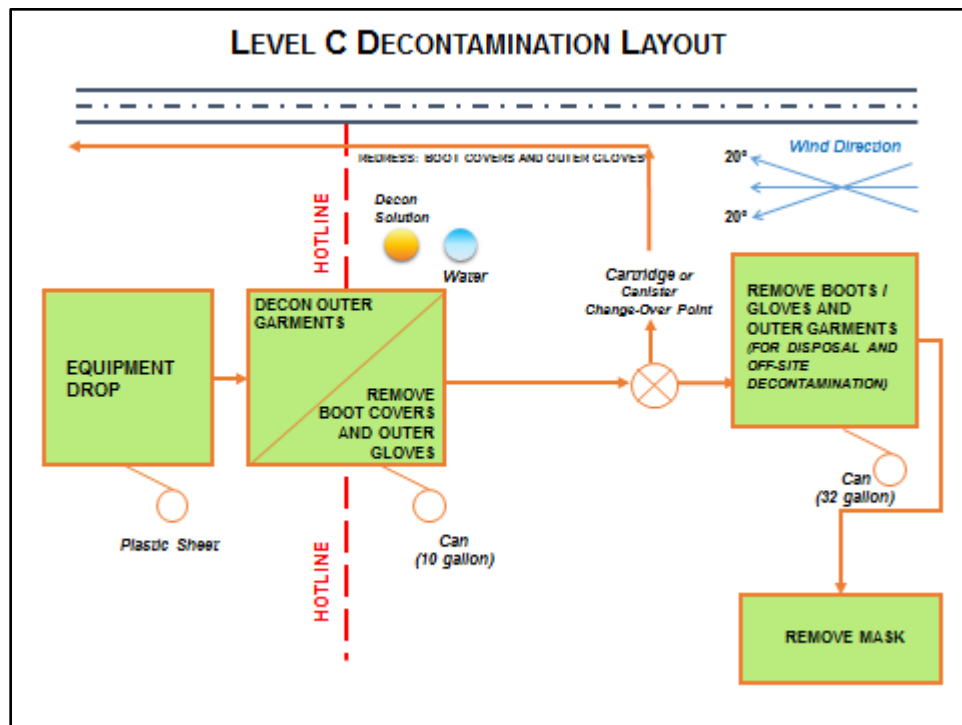 LEVEL C DECONTAMINATION LAYOUT
REDRESS: BOOT COVERS AND OUTER GLOVES
Wind Direction
20°
20°
HOTLINE
Decon
Solution
Water
Cartridge or
Canister
Change-Over Point
EQUIPMENT
DROP
DECON OUTER
GARMENTS
REMOVE
BOOT COVERS
AND OUTER
GLOVES
REMOVE BOOTS /
GLOVES AND
OUTER GARMENTS
(FOR DISPOSAL AND
OFF-SITE
DECONTAMINATION)
Plastic Sheet
Can
(10 gallon)
Can
(32 gallon)
HOTLINE
REMOVE MASK